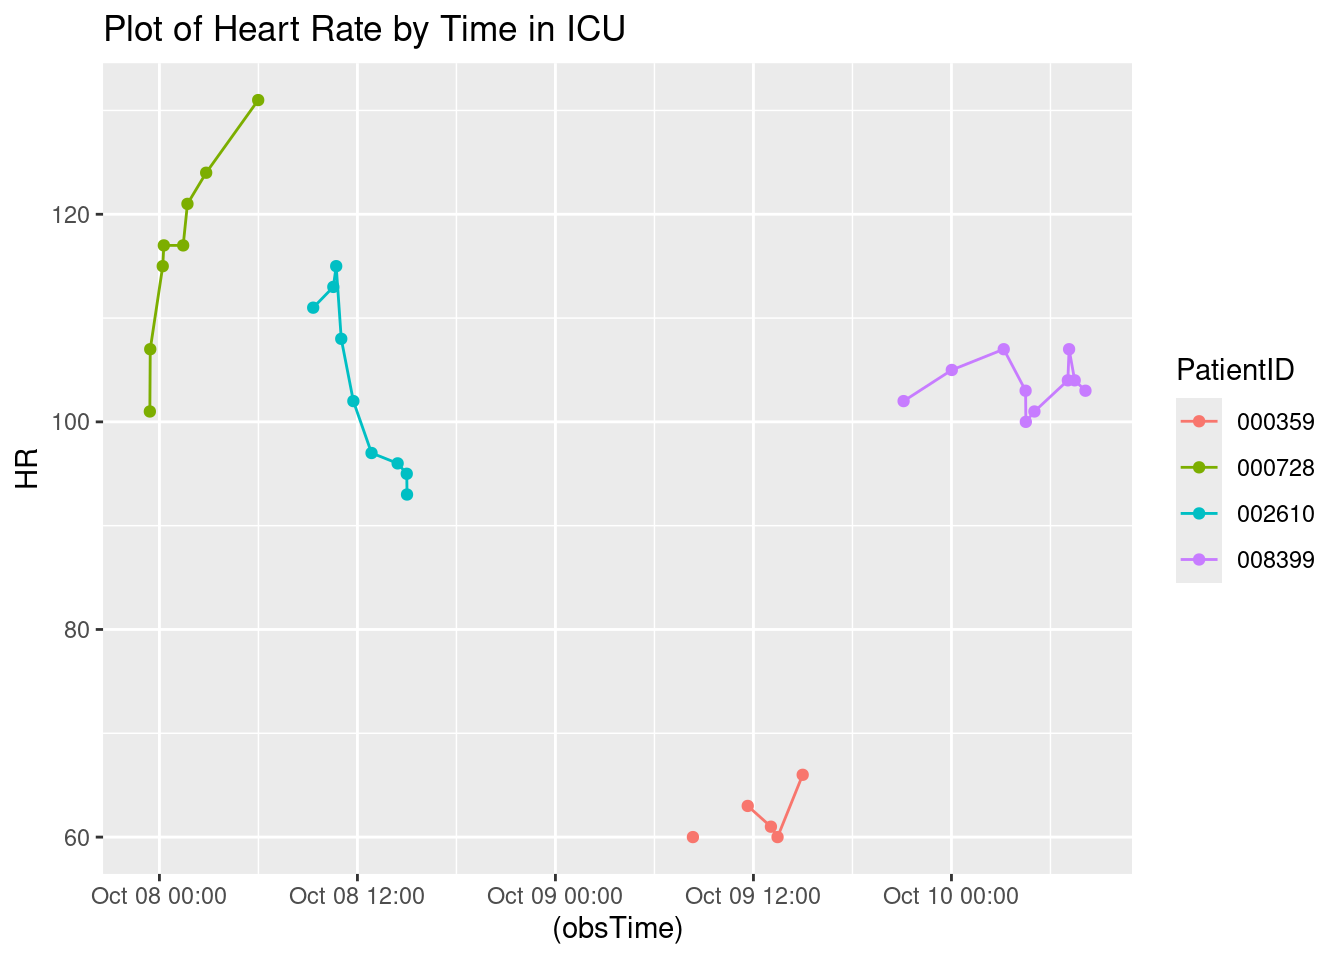 Plot of Heart Rate by Time in ICU
120
100
80
60
HR
Oct 08 00:00
Oct 08 12:00
Oct 09 00:00
Oct 09 12:00
Oct 10 00:00
(obsTime)
PatientID
000359
000728
002610
008399